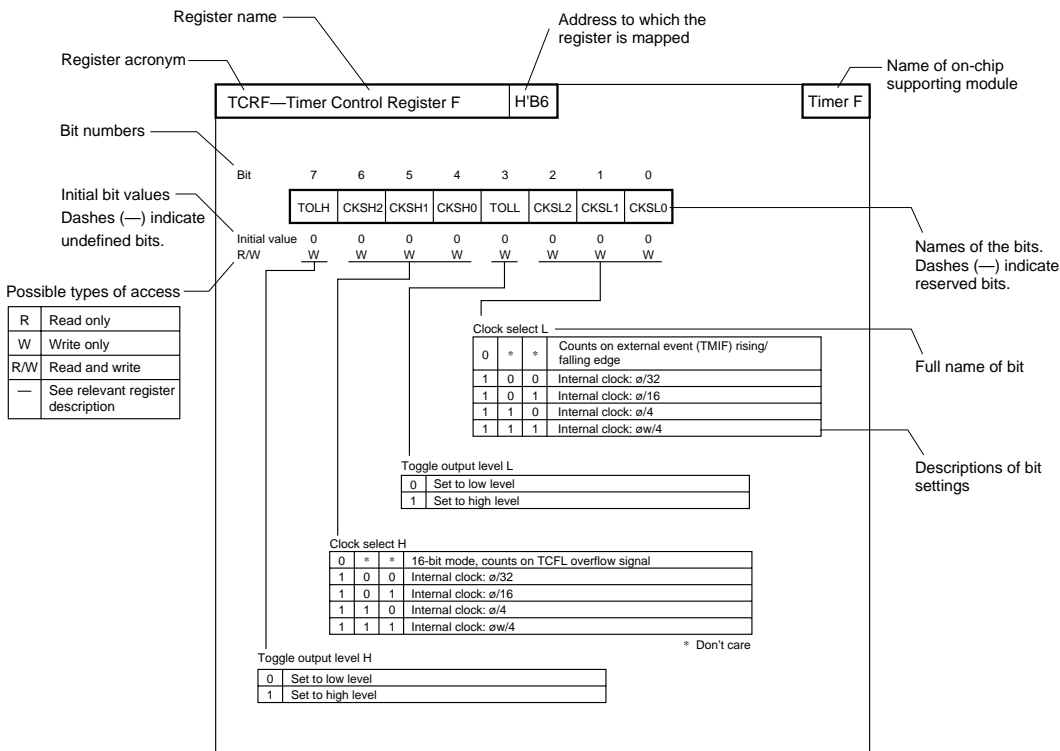 Register name
Address to which the
register is mapped
Register acronym
Name of on-chip
supporting module
TCRF—Timer Control Register F H'B6 Timer F
Bit numbers
Bit 7 6 5 4 3 2 1 0
Initial bit values
Dashes (—) indicate
undefined bits.
TOLH CKSH2 CKSH1 CKSH0 TOLL CKSL2 CKSL1 CKSL0
Initial value 0 0 0 0 0 0 0 0
R/W W W W W W W W W
Names of the bits.
Dashes (—) indicate
reserved bits.
Possible types of access
R Read only
W Write only
R/W Read and write
— See relevant register
description
Clock select L
0 * * Counts on external event (TMIF) rising/
falling edge
1 0 0 Internal clock: ø/32
1 0 1 Internal clock: ø/16
1 1 0 Internal clock: ø/4
1 1 1 Internal clock: øw/4
Full name of bit
Descriptions of bit
settings
Toggle output level L
0 Set to low level
1 Set to high level
Clock select H
0 * * 16-bit mode, counts on TCFL overflow signal
1 0 0 Internal clock: ø/32
1 0 1 Internal clock: ø/16
1 1 0 Internal clock: ø/4
1 1 1 Internal clock: øw/4
* Don't care
Toggle output level H
0 Set to low level
1 Set to high level